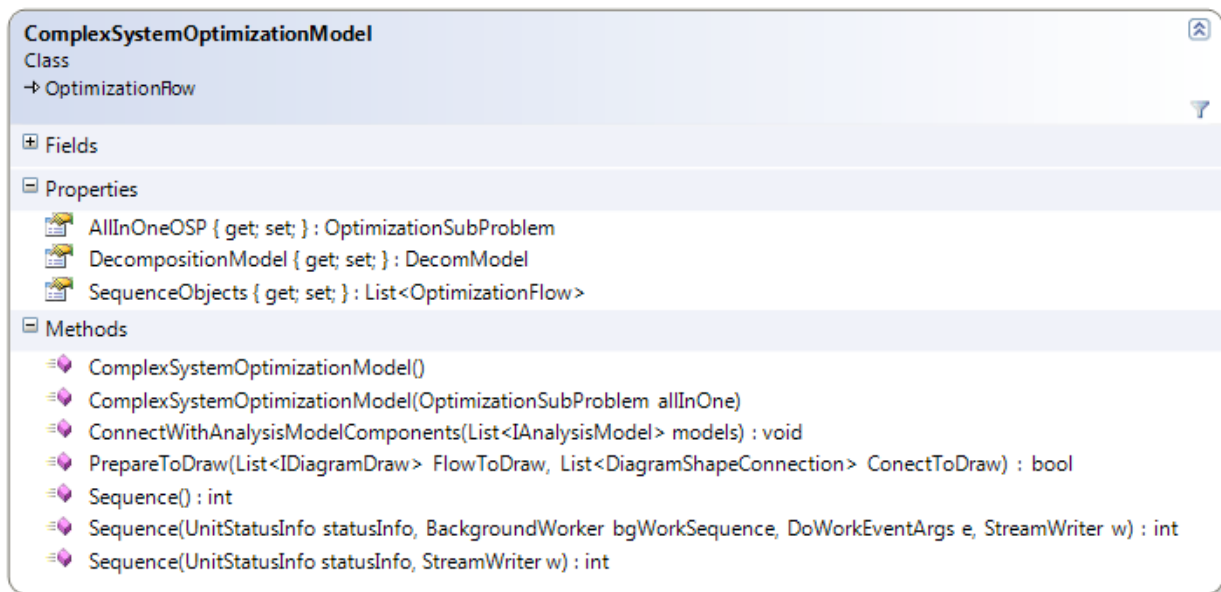 ComplexSystemOptimizationModel
Class
OptimizationFlow
Fields
Properties
AllInOneOSP { get; set; } : OptimizationSubProblem
DecompositionModel { get; set; } : DecomModel
SequenceObjects { get; set; } : List<OptimizationFlow>
Methods
ComplexSystemOptimizationModel()
ComplexSystemOptimizationModel(OptimizationSubProblem allInOne)
ConnectWithAnalysisModelComponents(List<IAnalysisModel> models) : void
PrepareToDraw(List<IDiagramDraw> FlowToDraw, List<DiagramShapeConnection> ConectToDraw) : bool
Sequence() : int
Sequence(UnitStatusInfo statusInfo, BackgroundWorker bgWorkSequence, DoWorkEventArgs e, StreamWriter w) : int
Sequence(UnitStatusInfo statusInfo, StreamWriter w) : int